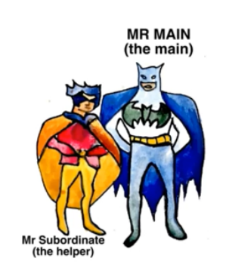 MR MAIN
(the main)
Mr Subordinate
(the helper)